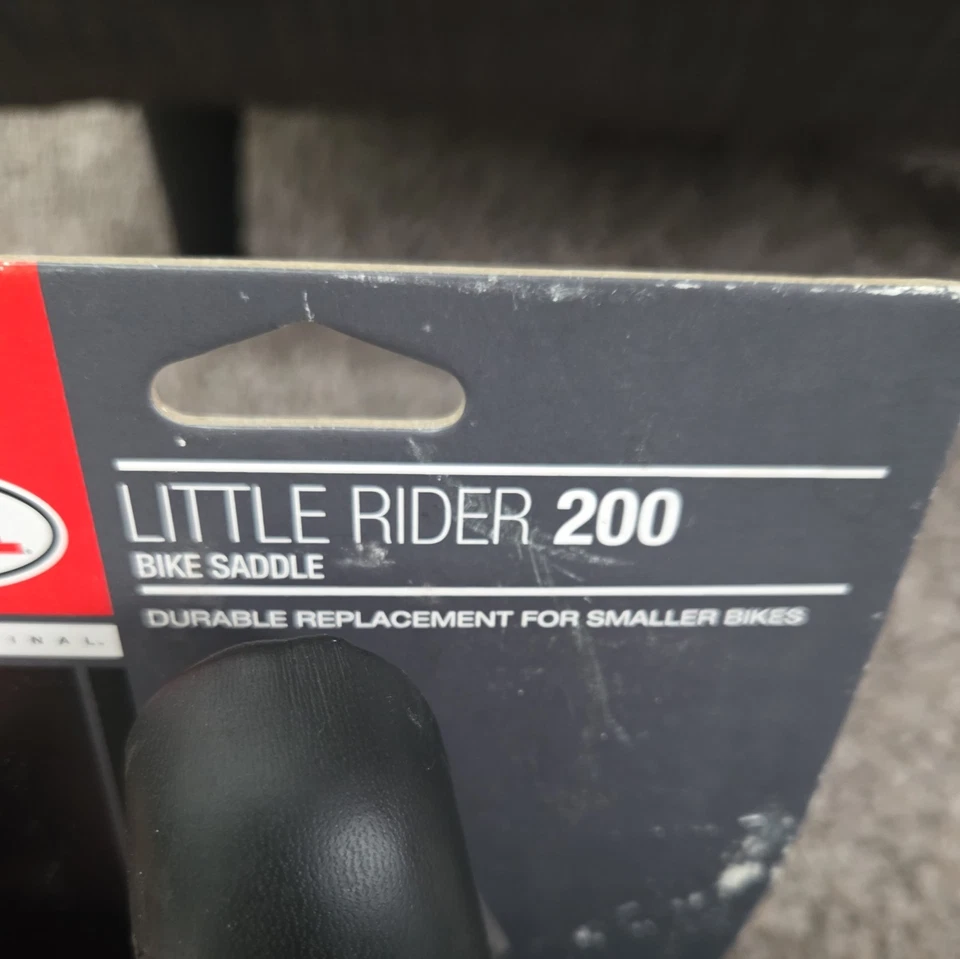 LITTLE RIDER 200
BIKE SADDLE
DURABLE REPLACEMENT FOR SMALLER BIKES